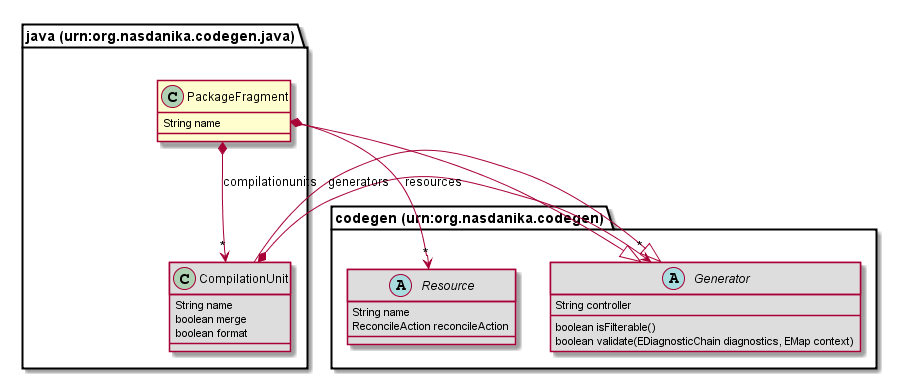 java (urn:org.nasdanika.codegen.java)
C PackageFragment
String name
compilationunits
generators
resources
*
*
*
codegen (urn:org.nasdanika.codegen)
C CompilationUnit
String name
boolean merge
boolean format
A Resource
String name
ReconcileAction reconcileAction
A Generator
String controller
boolean isFilterable()
boolean validate(EDiagnosticChain diagnostics, EMap context)